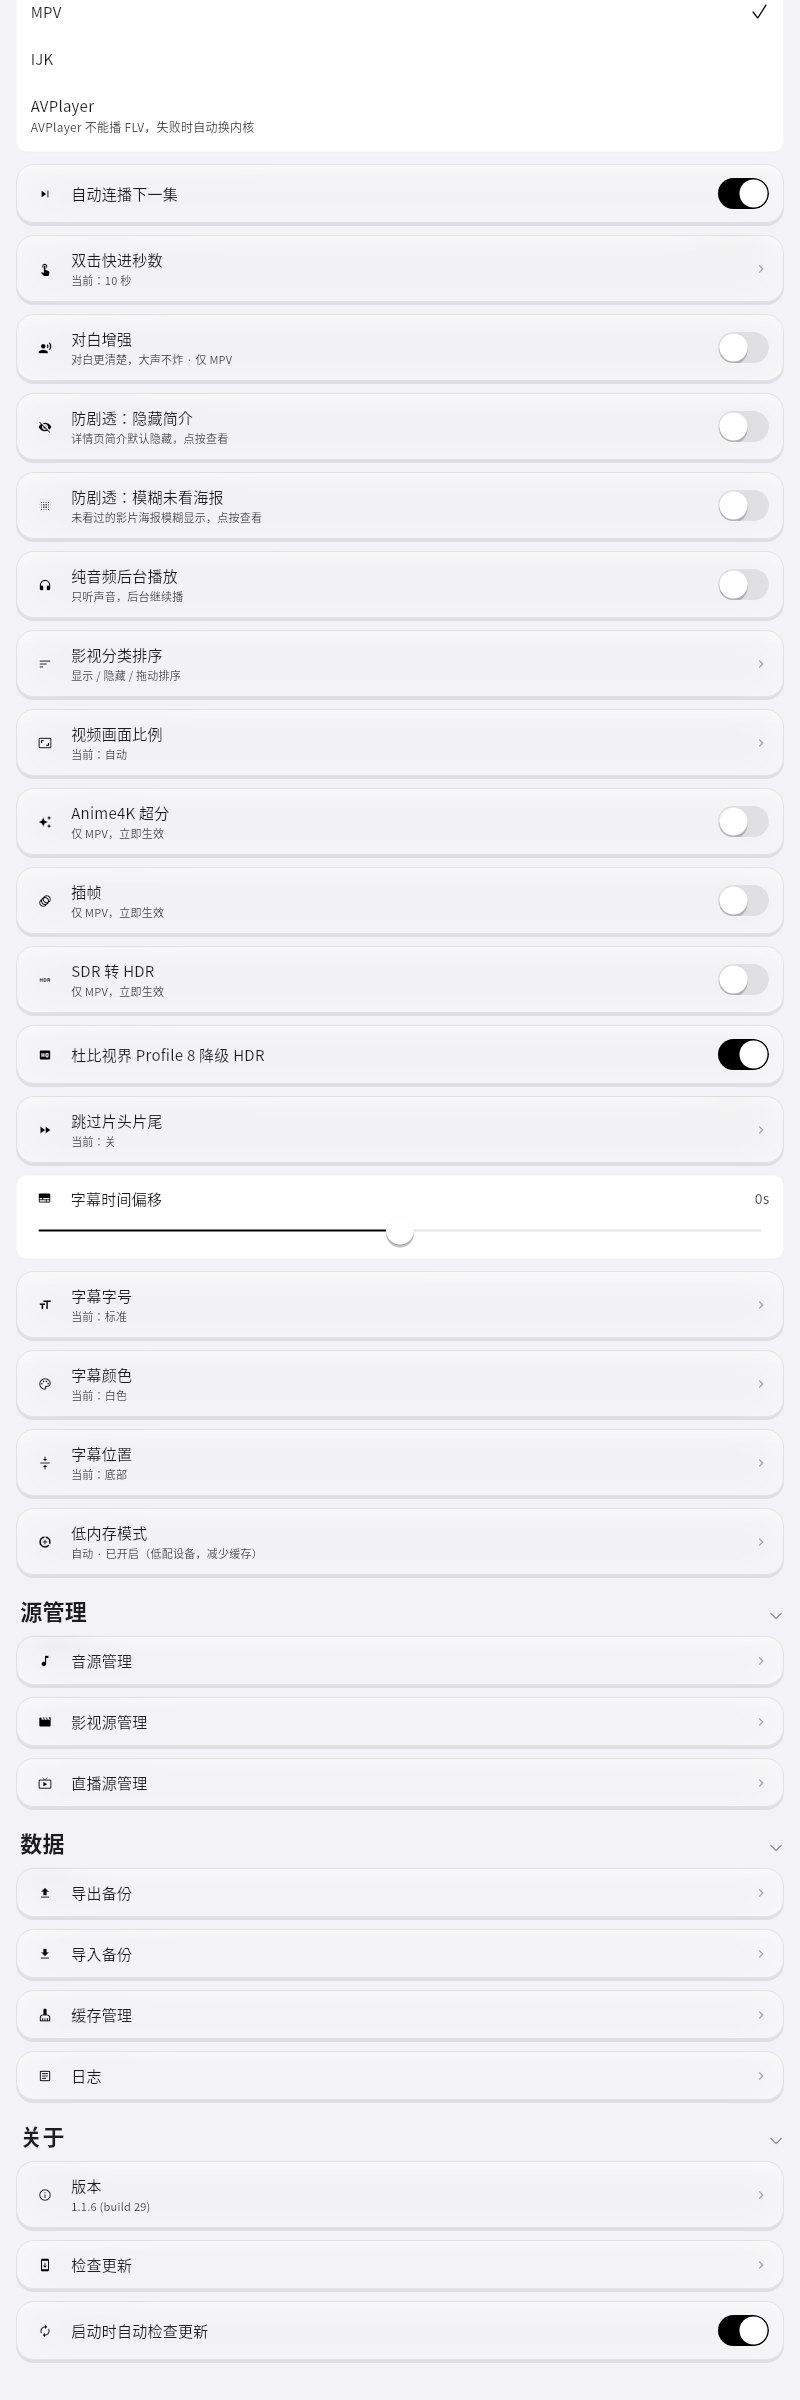 MPV
IJK
AVPlayer
AVPlayer 不能播 FLV，失败时自动换内核
自动连播下一集
双击快进秒数
当前：10 秒
对白增强
对白更清楚，大声不炸 · 仅 MPV
防剧透：隐藏简介
详情页简介默认隐藏，点按查看
防剧透：模糊未看海报
未看过的影片海报模糊显示，点按查看
纯音频后台播放
只听声音，后台继续播
影视分类排序
显示 / 隐藏 / 拖动排序
视频画面比例
当前：自动
Anime4K 超分
仅 MPV，立即生效
插帧
仅 MPV，立即生效
SDR 转 HDR
仅 MPV，立即生效
杜比视界 Profile 8 降级 HDR
跳过片头片尾
当前：关
字幕时间偏移
0s
字幕字号
当前：标准
字幕颜色
当前：白色
字幕位置
当前：底部
低内存模式
自动 · 已开启（低配设备，减少缓存）
源管理
音源管理
影视源管理
直播源管理
数据
导出备份
导入备份
缓存管理
日志
关于
版本
1.1.6 (build 29)
检查更新
启动时自动检查更新